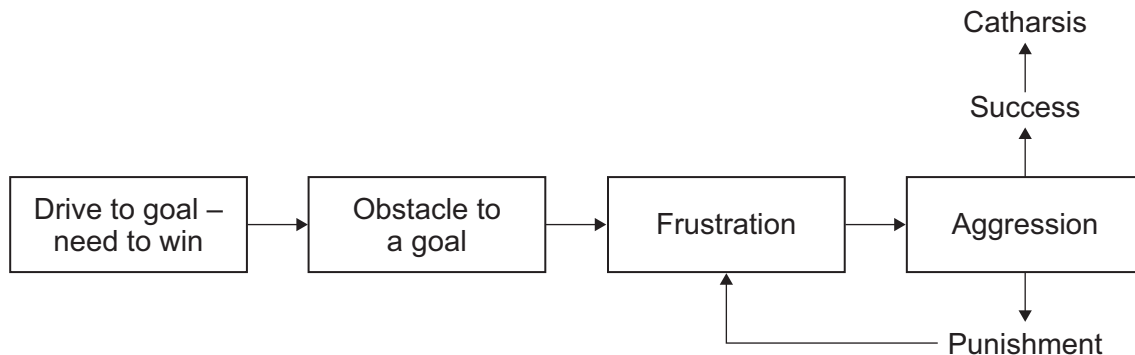 Catharsis
Success
Drive to goal –
need to win
Obstacle to
a goal
Frustration
Aggression
Punishment